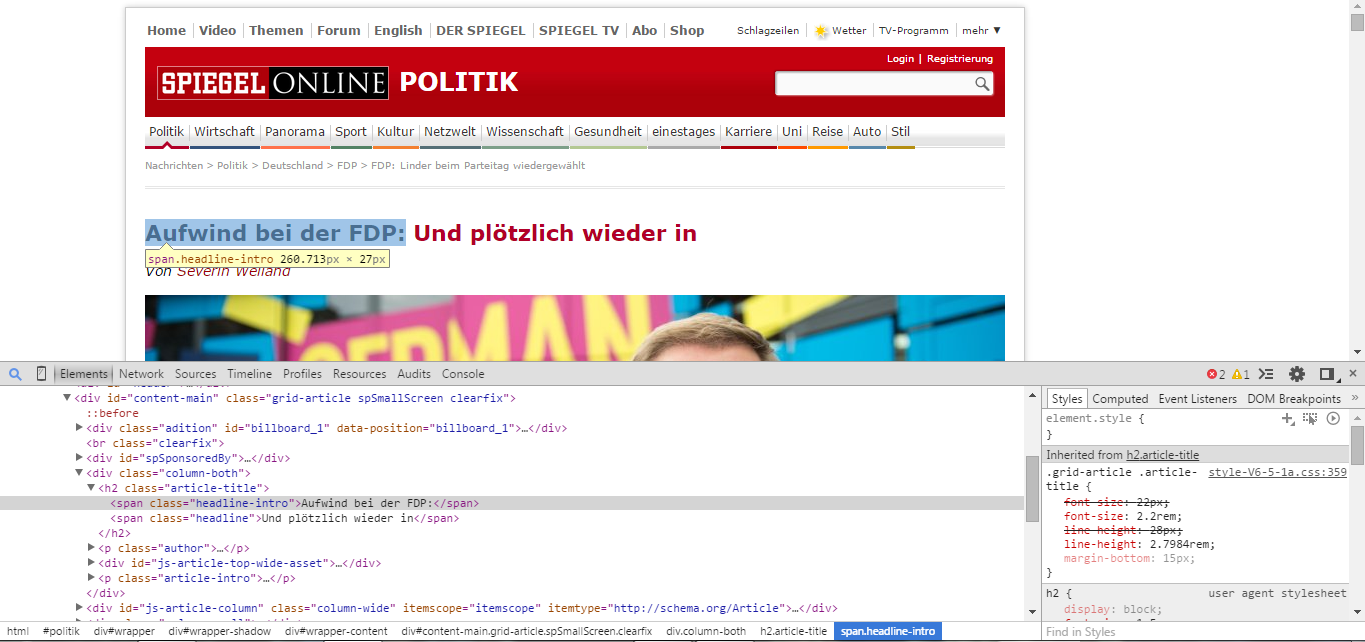 Home Video Themen Forum English DER SPIEGEL SPIEGEL TV Abo Shop Schlagzeilen Wetter TV-Programm mehr ▼
Login | Registrierung
SPIEGEL ONLINE POLITIK
Politik Wirtschaft Panorama Sport Kultur Netzwelt Wissenschaft Gesundheit einestages Karriere Uni Reise Auto Stil
Nachrichten > Politik > Deutschland > FDP > FDP: Linder beim Parteitag wiedergewählt
Aufwind bei der FDP: Und plötzlich wieder in
span.headline-intro 260.713px × 27px
Von Severin Weiland
GERMAN
Elements Network Sources Timeline Profiles Resources Audits Console 2 1
<div id="content-main" class="grid-article spSmallScreen clearfix">
::before
<div class="adition" id="billboard_1" data-position="billboard_1">…</div>
<br class="clearfix">
<div id="spSponsoredBy">…</div>
<div class="column-both">
<h2 class="article-title">
<span class="headline-intro">Aufwind bei der FDP:</span>
<span class="headline">Und plötzlich wieder in</span>
</h2>
<p class="author">…</p>
<div id="js-article-top-wide-asset">…</div>
<p class="article-intro">…</p>
</div>
<div id="js-article-column" class="column-wide" itemscope="itemscope" itemtype="http://schema.org/Article">…</div>
html #politik div#wrapper div#wrapper-shadow div#wrapper-content div#content-main.grid-article.spSmallScreen.clearfix div.column-both h2.article-title span.headline-intro
Styles Computed Event Listeners DOM Breakpoints »
element.style {
}
Inherited from h2.article-title
.grid-article .article- style-V6-5-1a.css:359
title {
font-size: 22px;
font-size: 2.2rem;
line-height: 28px;
line-height: 2.7984rem;
margin-bottom: 15px;
}
h2 { user agent stylesheet
display: block;
Find in Styles